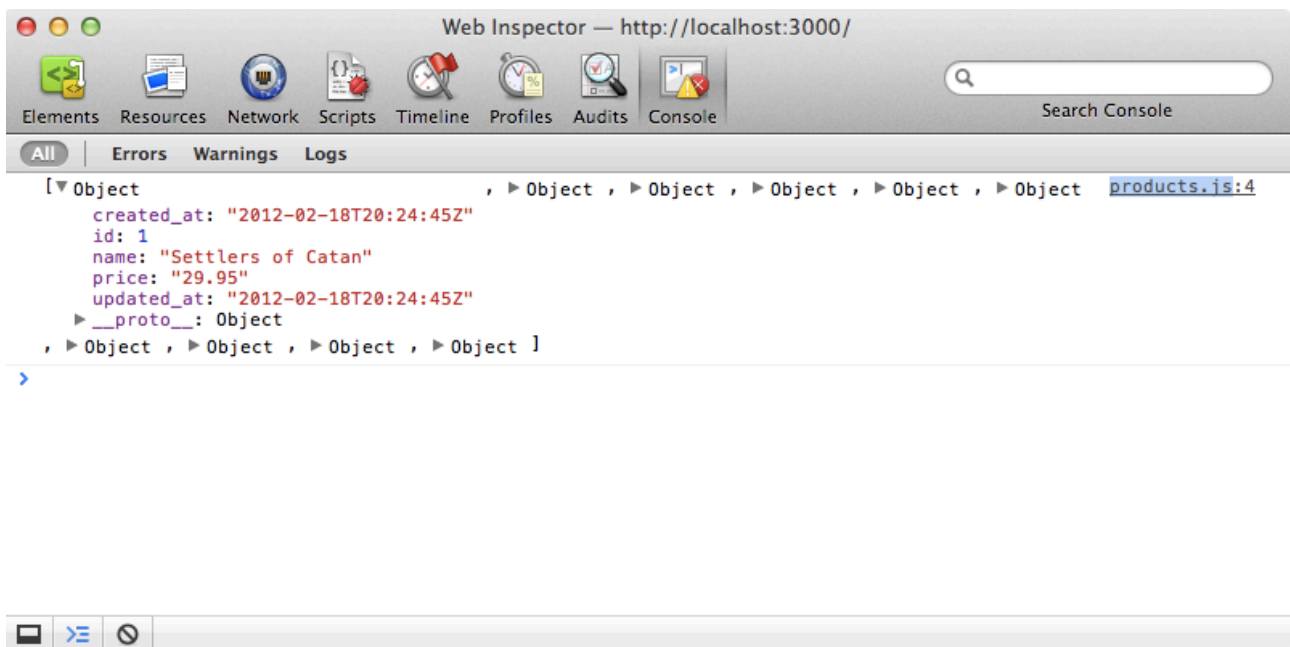 Web Inspector — http://localhost:3000/
Elements Resources Network Scripts Timeline Profiles Audits Console
Search Console
All Errors Warnings Logs
[▼Object , ▶Object , ▶Object , ▶Object , ▶Object , ▶Object products.js:4
created_at: "2012-02-18T20:24:45Z"
id: 1
name: "Settlers of Catan"
price: "29.95"
updated_at: "2012-02-18T20:24:45Z"
▶__proto__: Object
, ▶Object , ▶Object , ▶Object , ▶Object ]
>